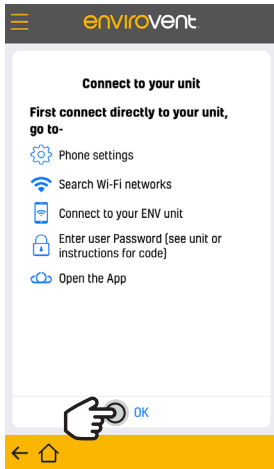 envirovent.
Connect to your unit
First connect directly to your unit,
go to-
Phone settings
Search Wi-Fi networks
Connect to your ENV unit
Enter user Password (see unit or
instructions for code)
Open the App
OK